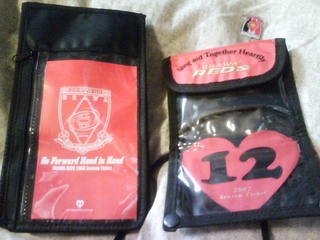 Go Forward Hand in Hand
URAWA REDS 2008 Season Ticket
Stand out Together Heartily
URAWA
REDS
12
2007
Season Ticket